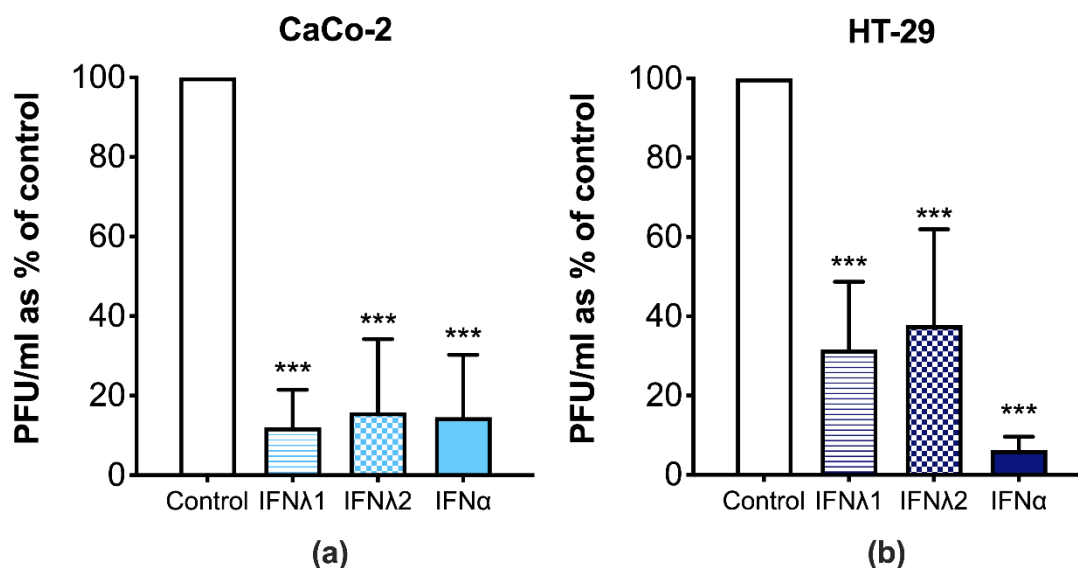 CaCo-2
PFU/ml as % of control
100
80
60
40
20
0
***
***
***
Control IFNλ1 IFNλ2 IFNα
(a)
HT-29
PFU/ml as % of control
100
80
60
40
20
0
***
***
***
Control IFNλ1 IFNλ2 IFNα
(b)